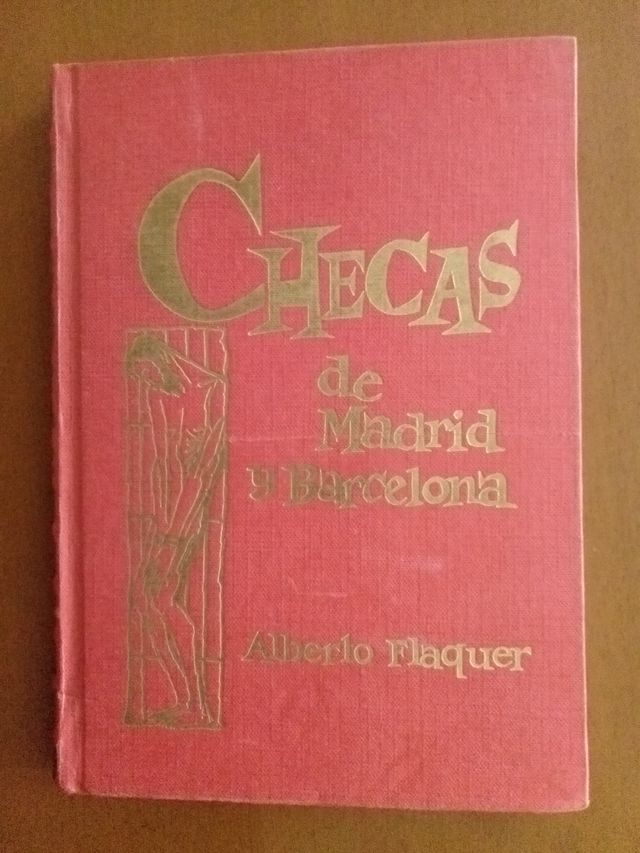 CHECAS
de
Madrid
y Barcelona
Alberto Flaquer